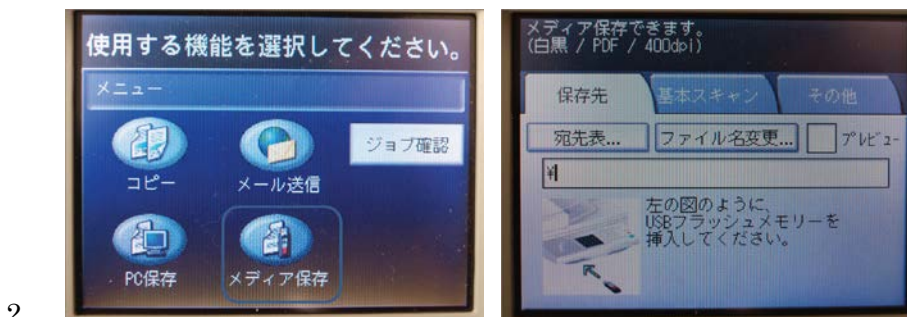 使用する機能を選択してください。
メニュー
ジョブ確認
コピー
メール送信
PC保存
メディア保存
メディア保存できます。
(白黒 / PDF / 400dpi)
保存先
基本スキャン
その他
宛先表...
ファイル名変更...
プレビュー
¥
左の図のように、
USBフラッシュメモリーを
挿入してください。
2